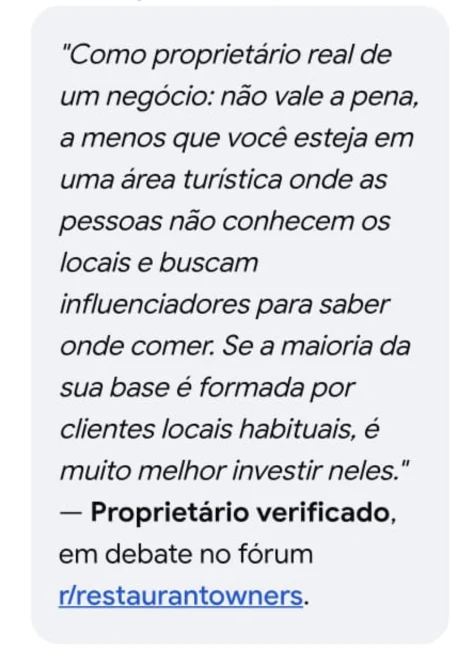 "Como proprietário real de
um negócio: não vale a pena,
a menos que você esteja em
uma área turística onde as
pessoas não conhecem os
locais e buscam
influenciadores para saber
onde comer. Se a maioria da
sua base é formada por
clientes locais habituais, é
muito melhor investir neles."
— Proprietário verificado,
em debate no fórum
r/restaurantowners.